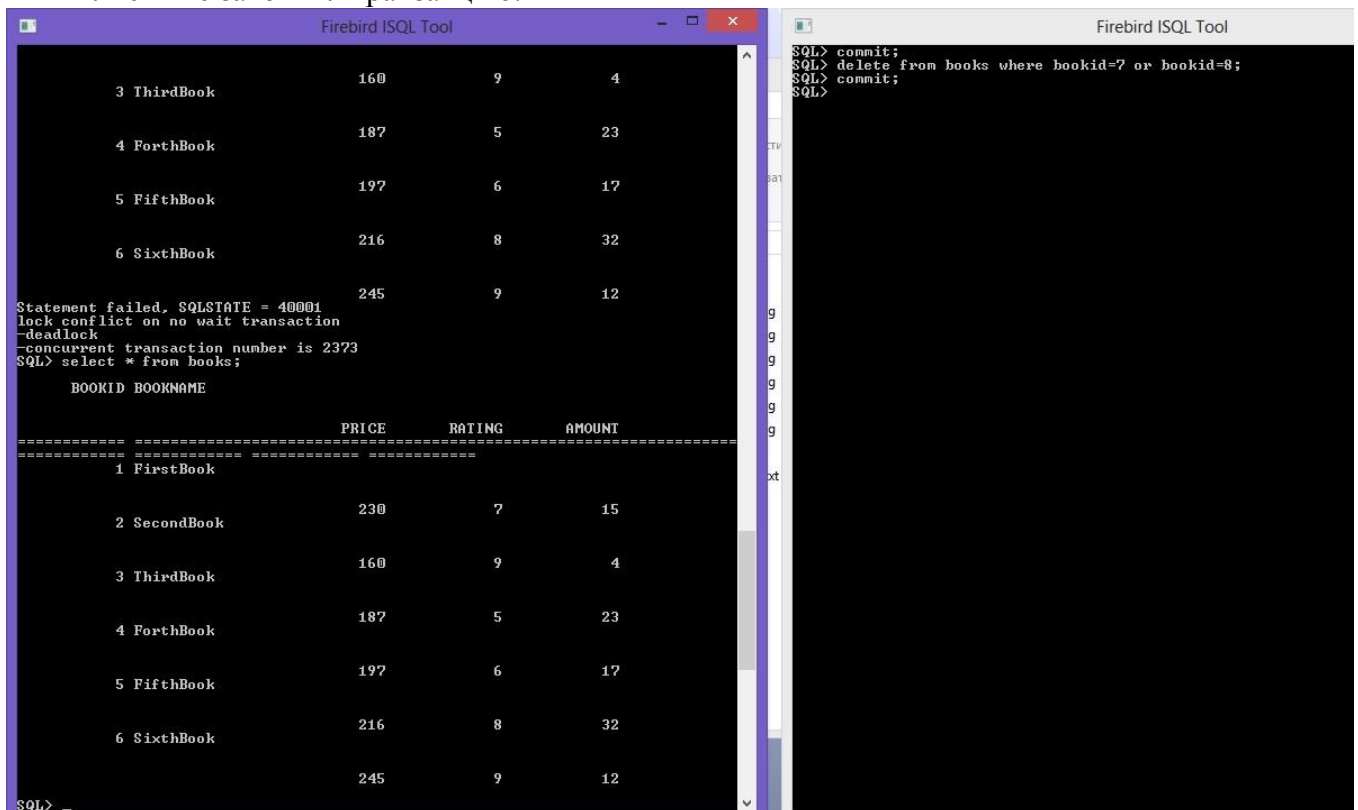 Firebird ISQL Tool
160 9 4
3 ThirdBook
187 5 23
4 ForthBook
197 6 17
5 FifthBook
216 8 32
6 SixthBook
245 9 12
Statement failed, SQLSTATE = 40001
lock conflict on no wait transaction
-deadlock
-concurrent transaction number is 2373
SQL> select * from books;
BOOKID BOOKNAME
PRICE RATING AMOUNT
============ ===============================================================================
============ ============ ============
1 FirstBook
230 7 15
2 SecondBook
160 9 4
3 ThirdBook
187 5 23
4 ForthBook
197 6 17
5 FifthBook
216 8 32
6 SixthBook
245 9 12
SQL> _
Firebird ISQL Tool
SQL> commit;
SQL> delete from books where bookid=7 or bookid=8;
SQL> commit;
SQL>